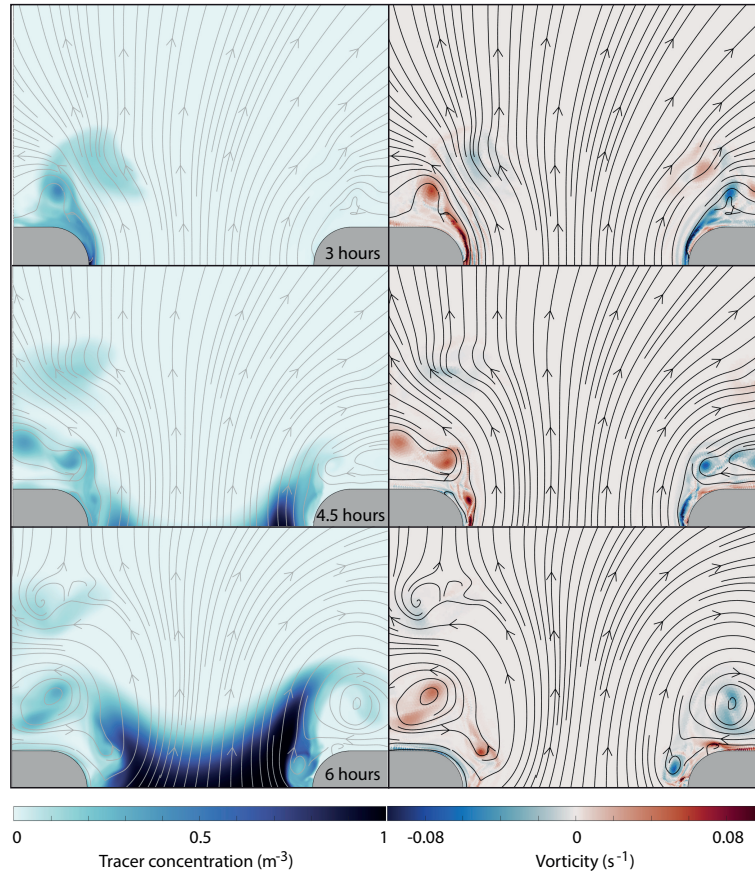 3 hours
4.5 hours
6 hours
0 0.5 1 -0.08 0 0.08
Tracer concentration (m⁻³) Vorticity (s⁻¹)